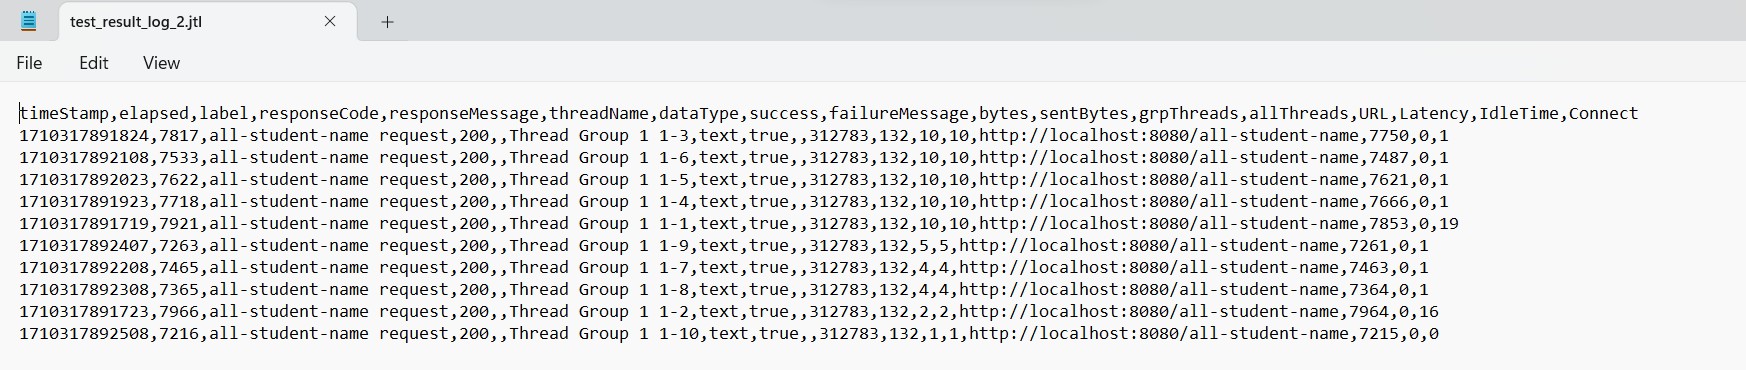 test_result_log_2.jtl
File Edit View
timeStamp,elapsed,label,responseCode,responseMessage,threadName,dataType,success,failureMessage,bytes,sentBytes,grpThreads,allThreads,URL,Latency,IdleTime,Connect
1710317891824,7817,all-student-name request,200,,Thread Group 1 1-3,text,true,,312783,132,10,10,http://localhost:8080/all-student-name,7750,0,1
1710317892108,7533,all-student-name request,200,,Thread Group 1 1-6,text,true,,312783,132,10,10,http://localhost:8080/all-student-name,7487,0,1
1710317892023,7622,all-student-name request,200,,Thread Group 1 1-5,text,true,,312783,132,10,10,http://localhost:8080/all-student-name,7621,0,1
1710317891923,7718,all-student-name request,200,,Thread Group 1 1-4,text,true,,312783,132,10,10,http://localhost:8080/all-student-name,7666,0,1
1710317891719,7921,all-student-name request,200,,Thread Group 1 1-1,text,true,,312783,132,10,10,http://localhost:8080/all-student-name,7853,0,19
1710317892407,7263,all-student-name request,200,,Thread Group 1 1-9,text,true,,312783,132,5,5,http://localhost:8080/all-student-name,7261,0,1
1710317892208,7465,all-student-name request,200,,Thread Group 1 1-7,text,true,,312783,132,4,4,http://localhost:8080/all-student-name,7463,0,1
1710317892308,7365,all-student-name request,200,,Thread Group 1 1-8,text,true,,312783,132,4,4,http://localhost:8080/all-student-name,7364,0,1
1710317891723,7966,all-student-name request,200,,Thread Group 1 1-2,text,true,,312783,132,2,2,http://localhost:8080/all-student-name,7964,0,16
1710317892508,7216,all-student-name request,200,,Thread Group 1 1-10,text,true,,312783,132,1,1,http://localhost:8080/all-student-name,7215,0,0